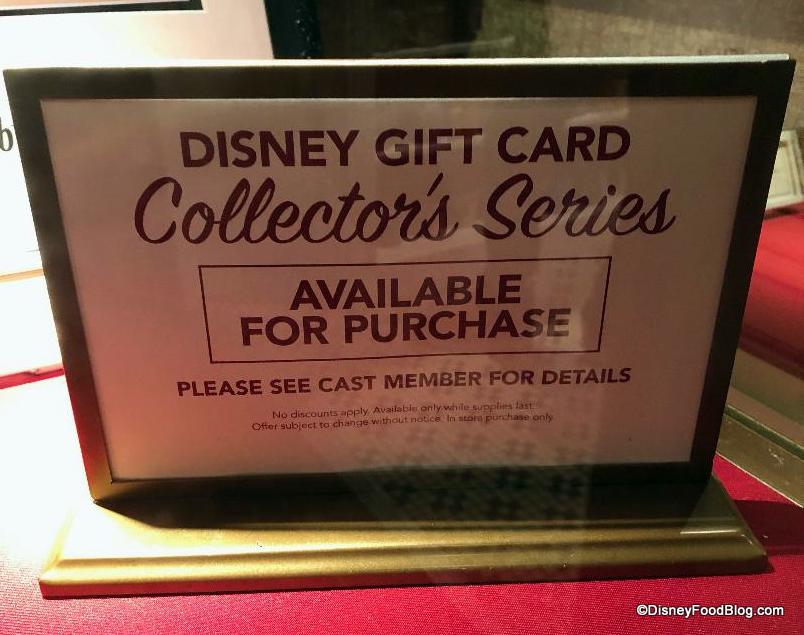 DISNEY GIFT CARD
Collector's Series
AVAILABLE
FOR PURCHASE
PLEASE SEE CAST MEMBER FOR DETAILS
No discounts apply. Available only while supplies last.
Offer subject to change without notice. In store purchase only.
b
©DisneyFoodBlog.com